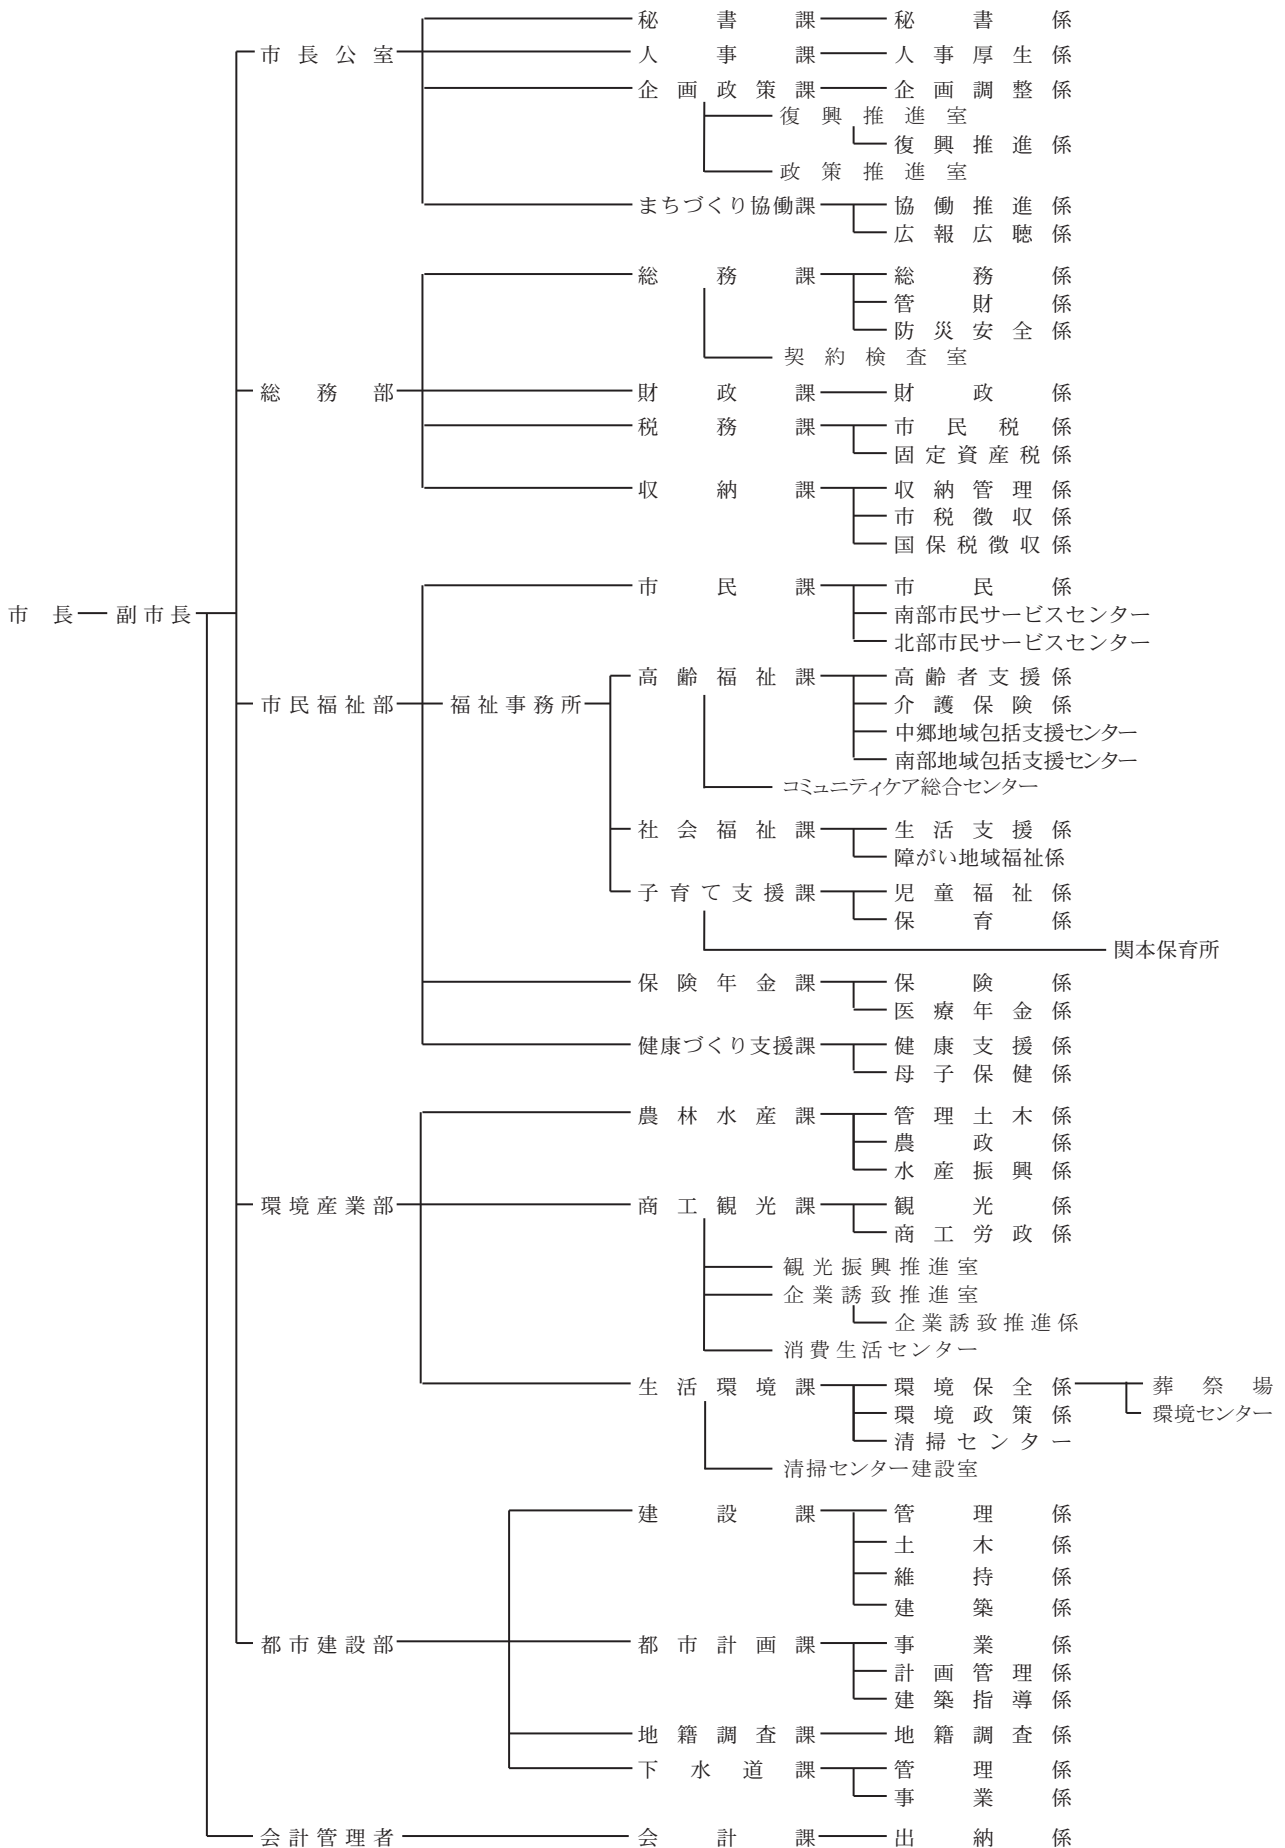 秘書課 秘書係
市長公室 人事課 人事厚生係
企画政策課 企画調整係
復興推進室
復興推進係
政策推進室
まちづくり協働課 協働推進係
広報広聴係
総務課 総務係
管財係
防災安全係
契約検査室
総務部 財政課 財政係
税務課 市民税係
固定資産税係
収納課 収納管理係
市税徴収係
国保税徴収係
市民課 市民係
市長 副市長 南部市民サービスセンター
北部市民サービスセンター
高齢福祉課 高齢者支援係
市民福祉部 福祉事務所 介護保険係
中郷地域包括支援センター
南部地域包括支援センター
コミュニティケア総合センター
社会福祉課 生活支援係
障がい地域福祉係
子育て支援課 児童福祉係
保育係
関本保育所
保険年金課 保険係
医療年金係
健康づくり支援課 健康支援係
母子保健係
農林水産課 管理土木係
農政係
水産振興係
環境産業部 商工観光課 観光係
商工労政係
観光振興推進室
企業誘致推進室
企業誘致推進係
消費生活センター
生活環境課 環境保全係 葬祭場
環境政策係 環境センター
清掃センター
清掃センター建設室
建設課 管理係
土木係
維持係
建築係
都市建設部 都市計画課 事業係
計画管理係
建築指導係
地籍調査課 地籍調査係
下水道課 管理係
事業係
会計管理者 会計課 出納係